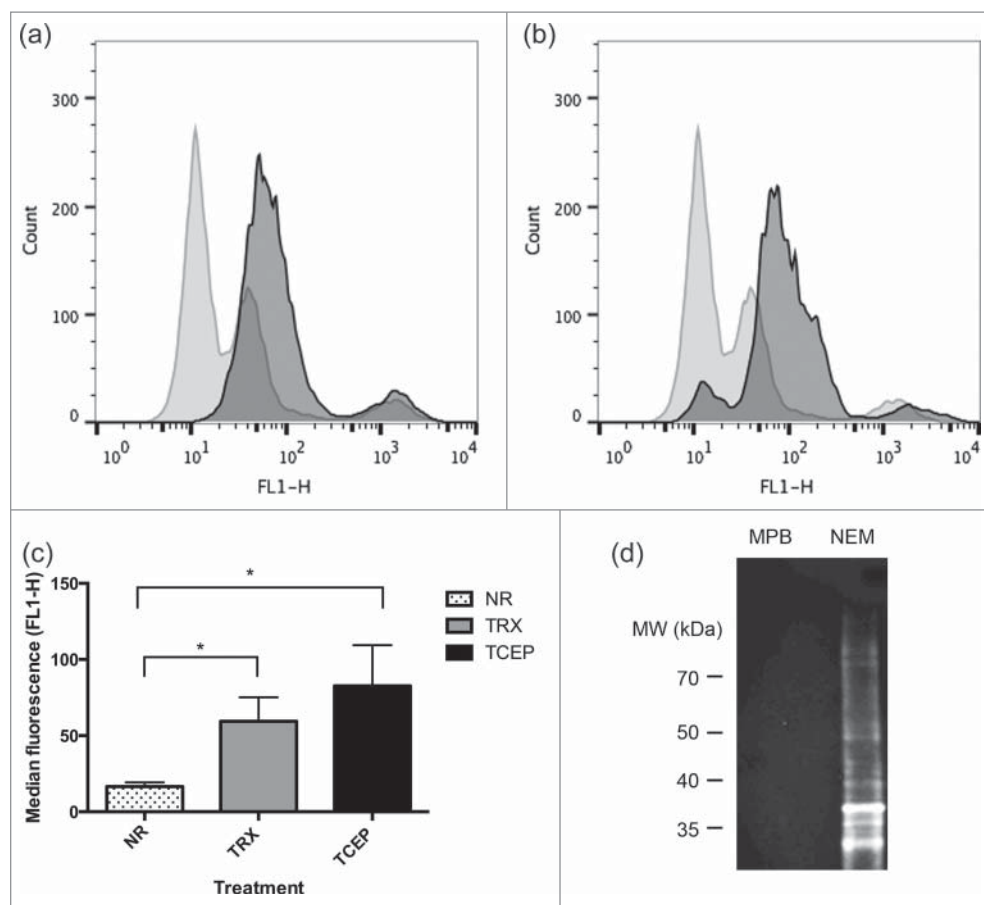 (a)
300
200
100
0
Count
10^0 10^1 10^2 10^3 10^4
FL1-H
(b)
300
200
100
0
Count
10^0 10^1 10^2 10^3 10^4
FL1-H
(c)
Median fluorescence (FL1-H)
150
100
50
0
*
*
NR
TRX
TCEP
NR TRX TCEP
Treatment
(d)
MPB NEM
MW (kDa)
70
50
40
35